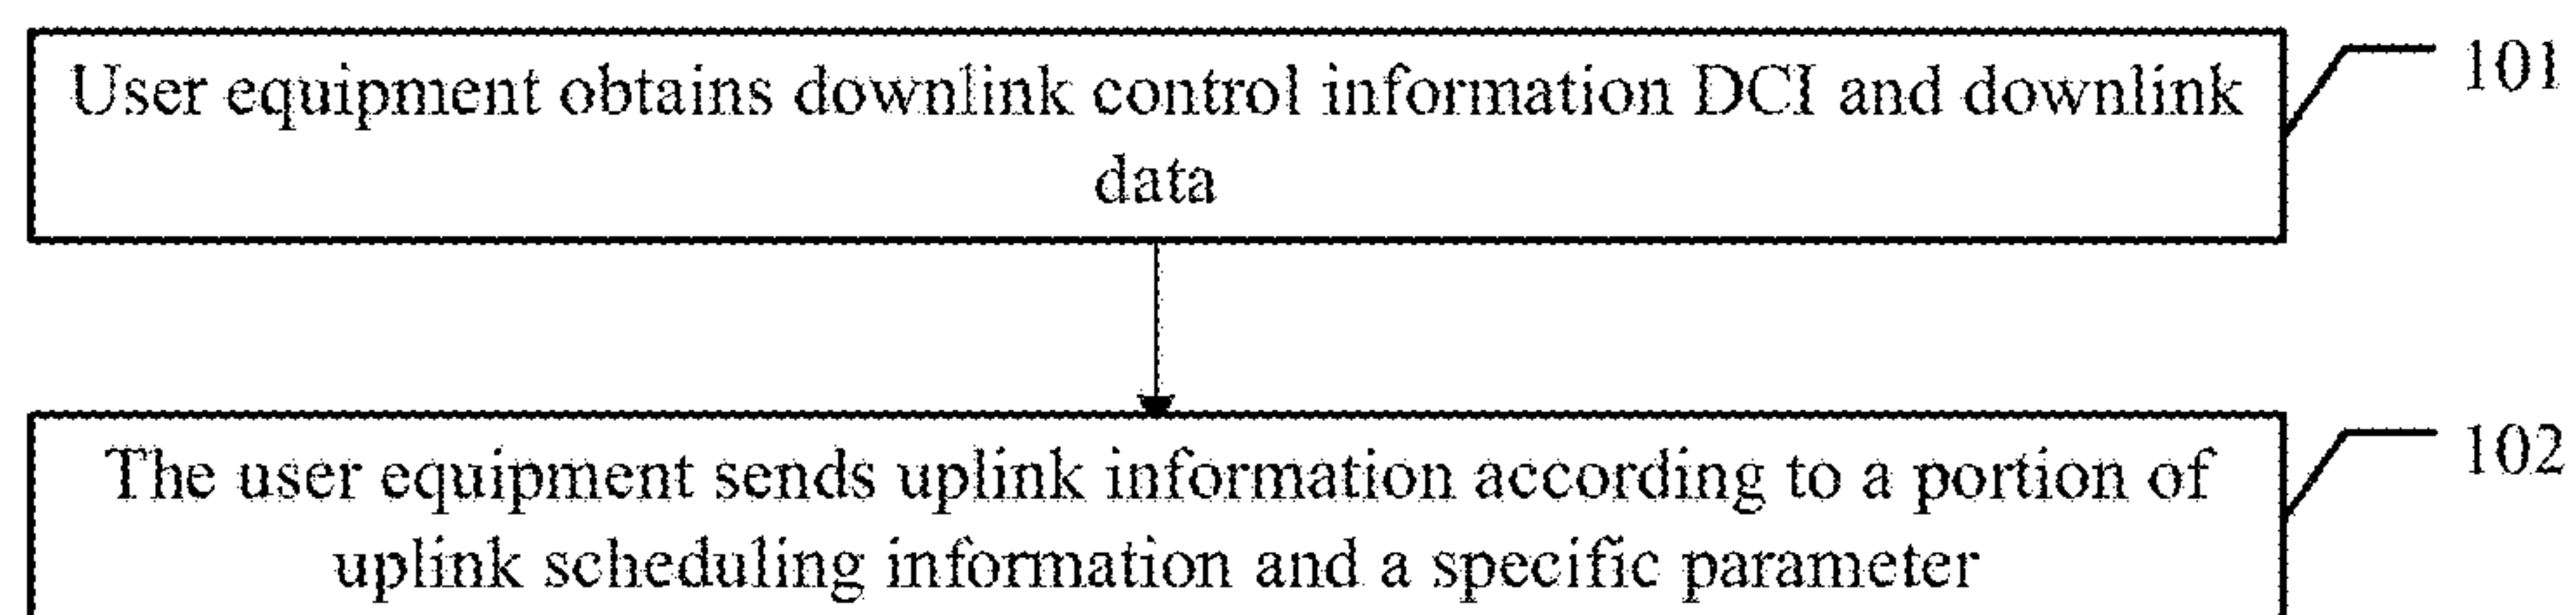 User equipment obtains downlink control information DCI and downlink
data
101
The user equipment sends uplink information according to a portion of
uplink scheduling information and a specific parameter
102